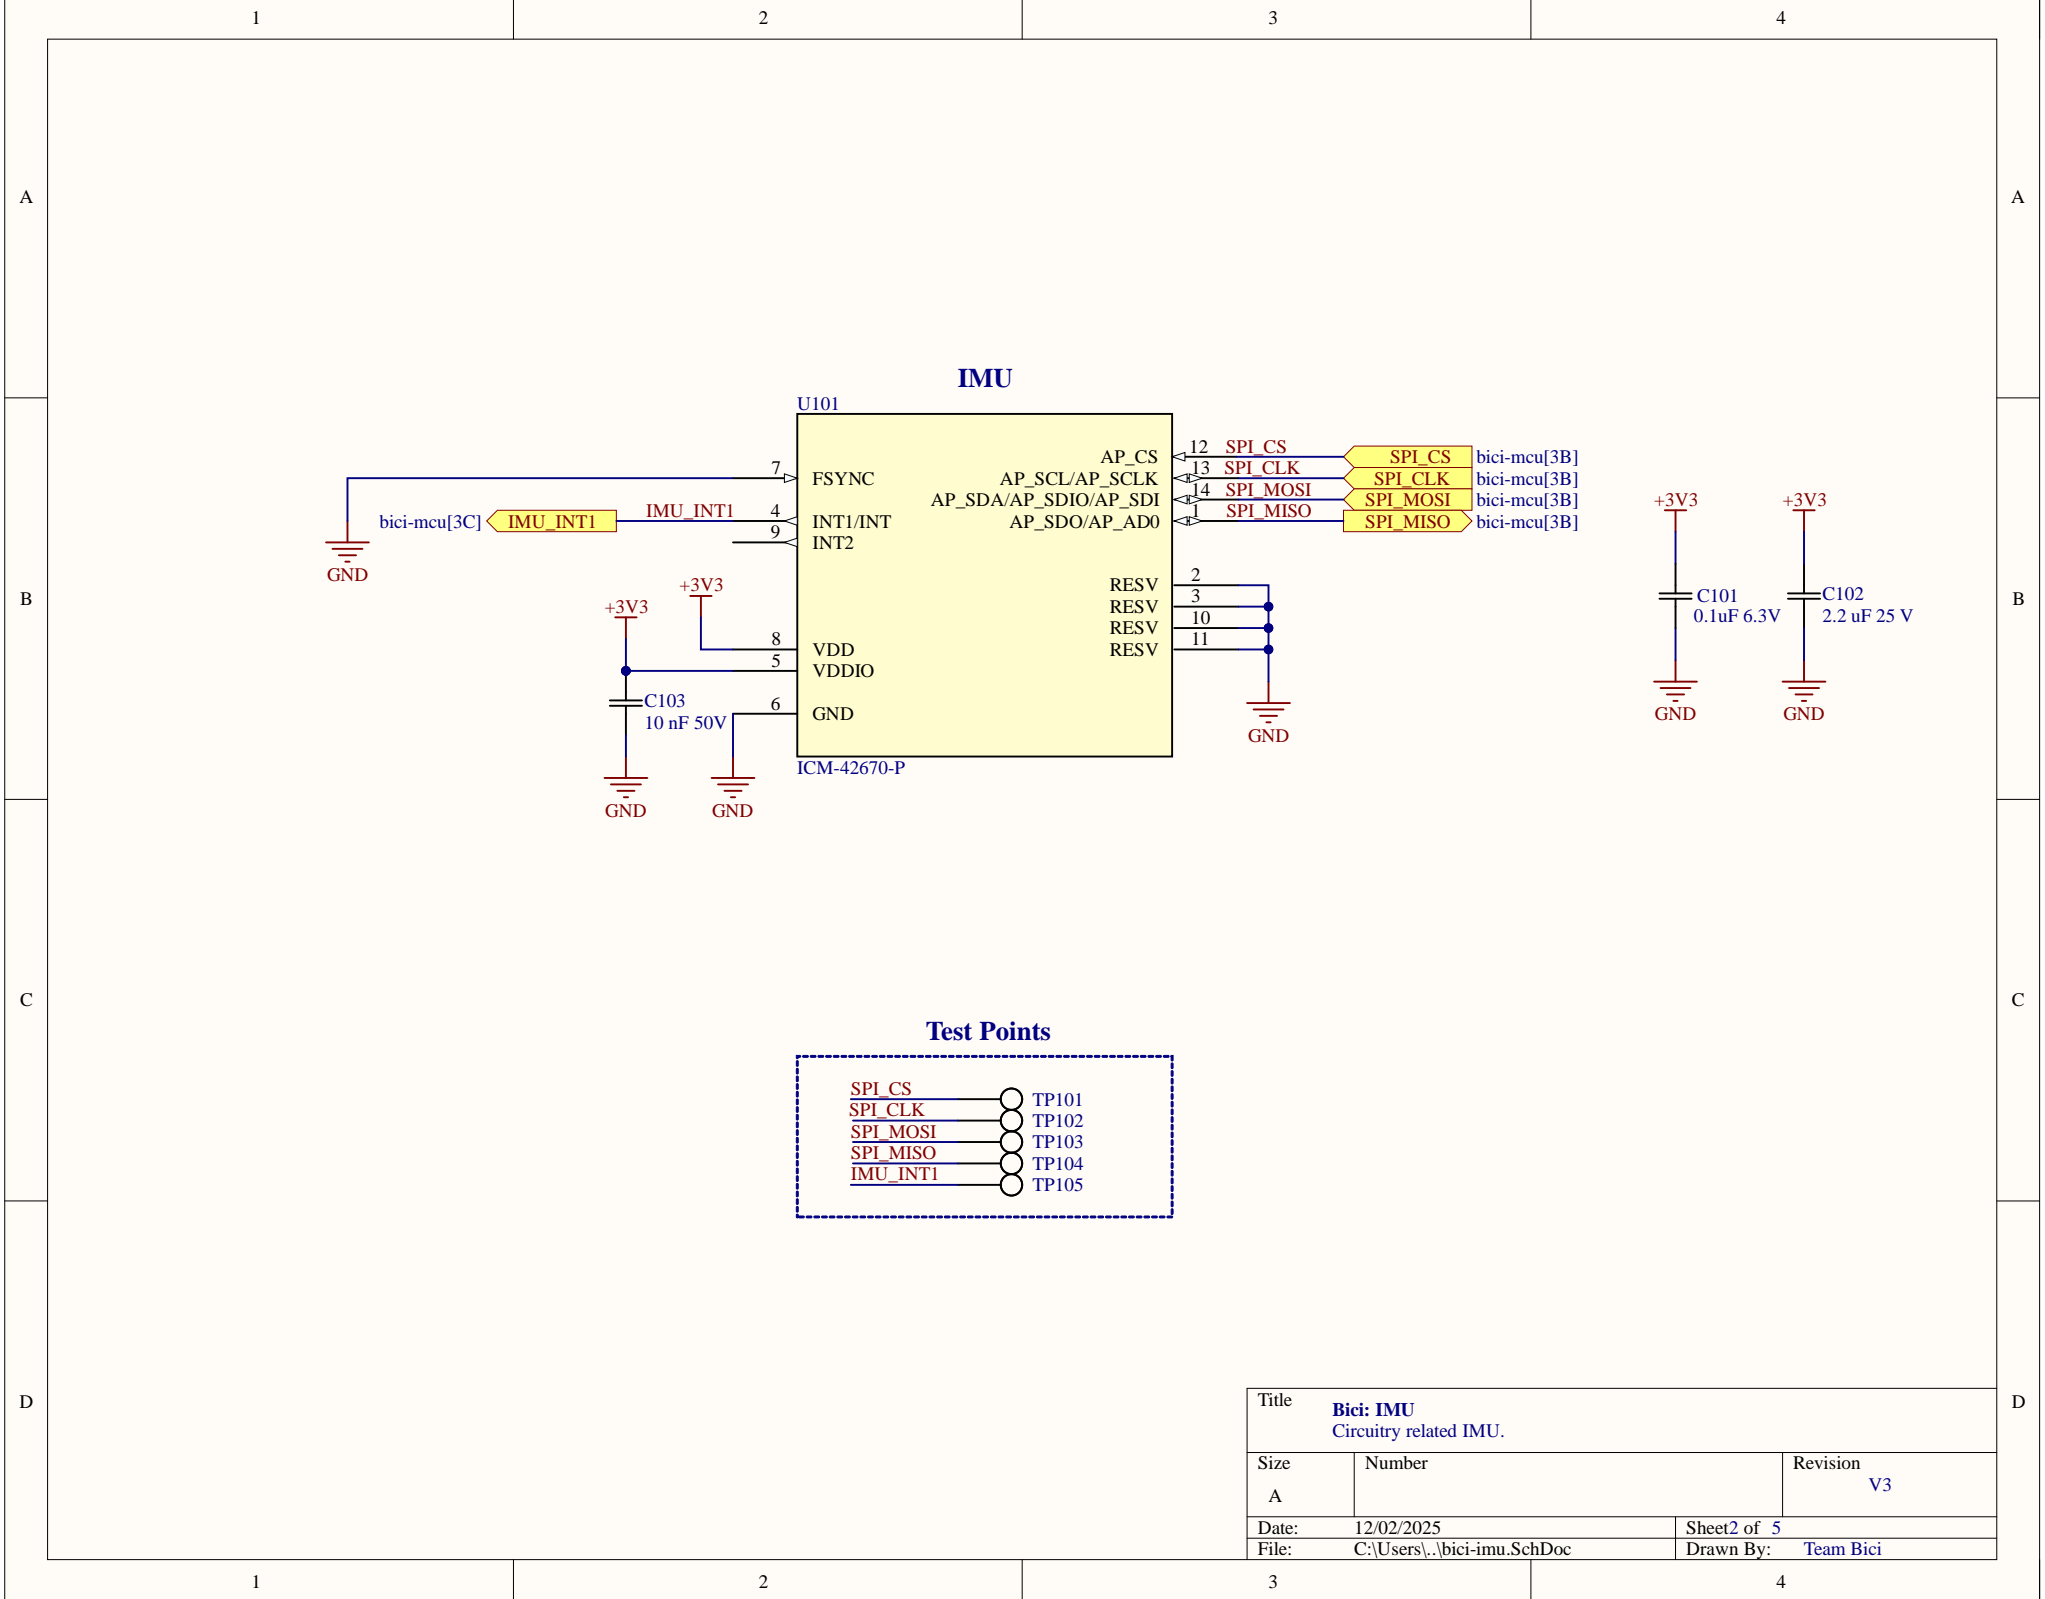 1 2 3 4
A A
IMU
U101
AP_CS 12 SPI_CS SPI_CS bici-mcu[3B]
7 FSYNC AP_SCL/AP_SCLK 13 SPI_CLK SPI_CLK bici-mcu[3B]
AP_SDA/AP_SDIO/AP_SDI 14 SPI_MOSI SPI_MOSI bici-mcu[3B]
bici-mcu[3C] IMU_INT1 IMU_INT1 4 INT1/INT AP_SDO/AP_AD0 1 SPI_MISO SPI_MISO bici-mcu[3B]
9 INT2
GND
+3V3 +3V3
+3V3
+3V3
RESV 2
RESV 3
RESV 10
RESV 11
B B
8 VDD
5 VDDIO
6 GND
C103
10 nF 50V
C101
0.1uF 6.3V
C102
2.2 uF 25 V
GND GND
GND
GND GND
ICM-42670-P
C C
Test Points
SPI_CS TP101
SPI_CLK TP102
SPI_MOSI TP103
SPI_MISO TP104
IMU_INT1 TP105
D D
Title
Bici: IMU
Circuitry related IMU.
Size Number Revision
A V3
Date: 12/02/2025 Sheet2 of 5
File: C:\Users\..\bici-imu.SchDoc Drawn By: Team Bici
1 2 3 4